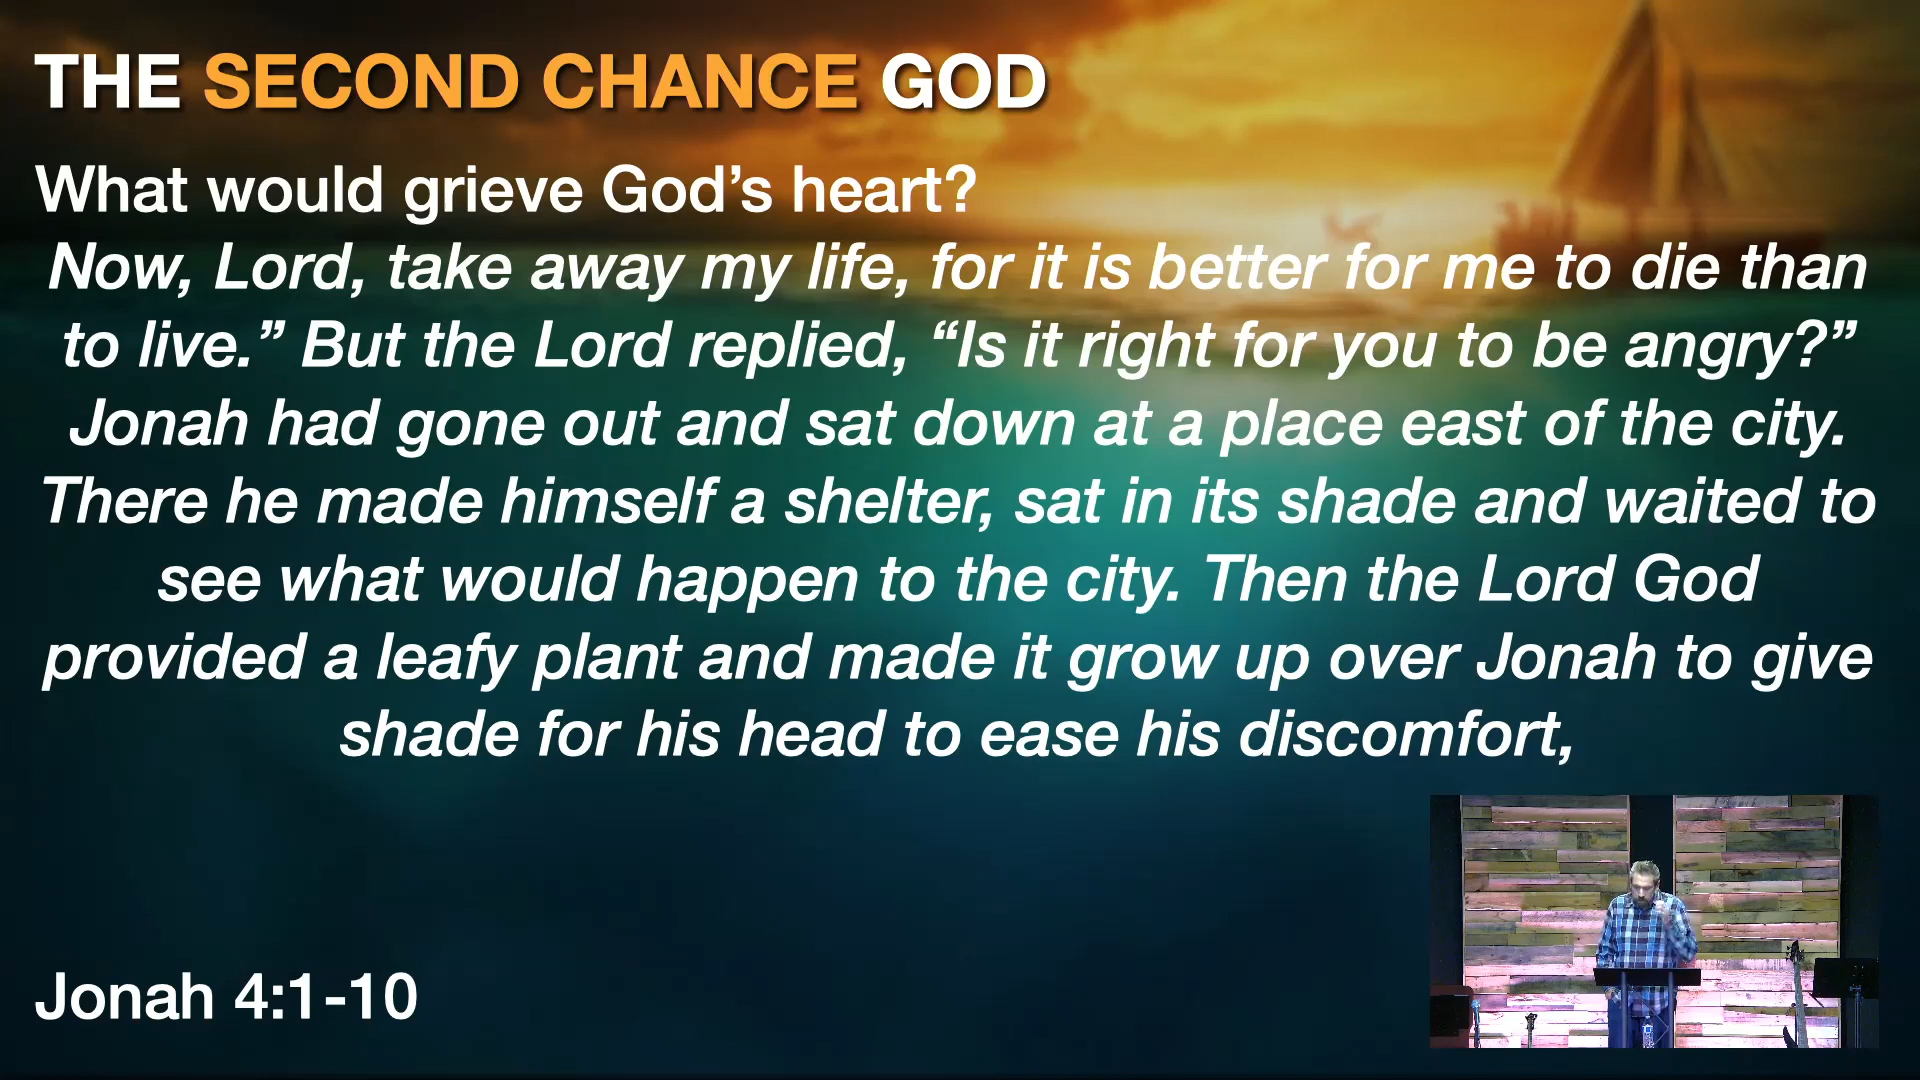 THE SECOND CHANCE GOD
What would grieve God’s heart?
Now, Lord, take away my life, for it is better for me to die than
to live.” But the Lord replied, “Is it right for you to be angry?”
Jonah had gone out and sat down at a place east of the city.
There he made himself a shelter, sat in its shade and waited to
see what would happen to the city. Then the Lord God
provided a leafy plant and made it grow up over Jonah to give
shade for his head to ease his discomfort,
Jonah 4:1-10